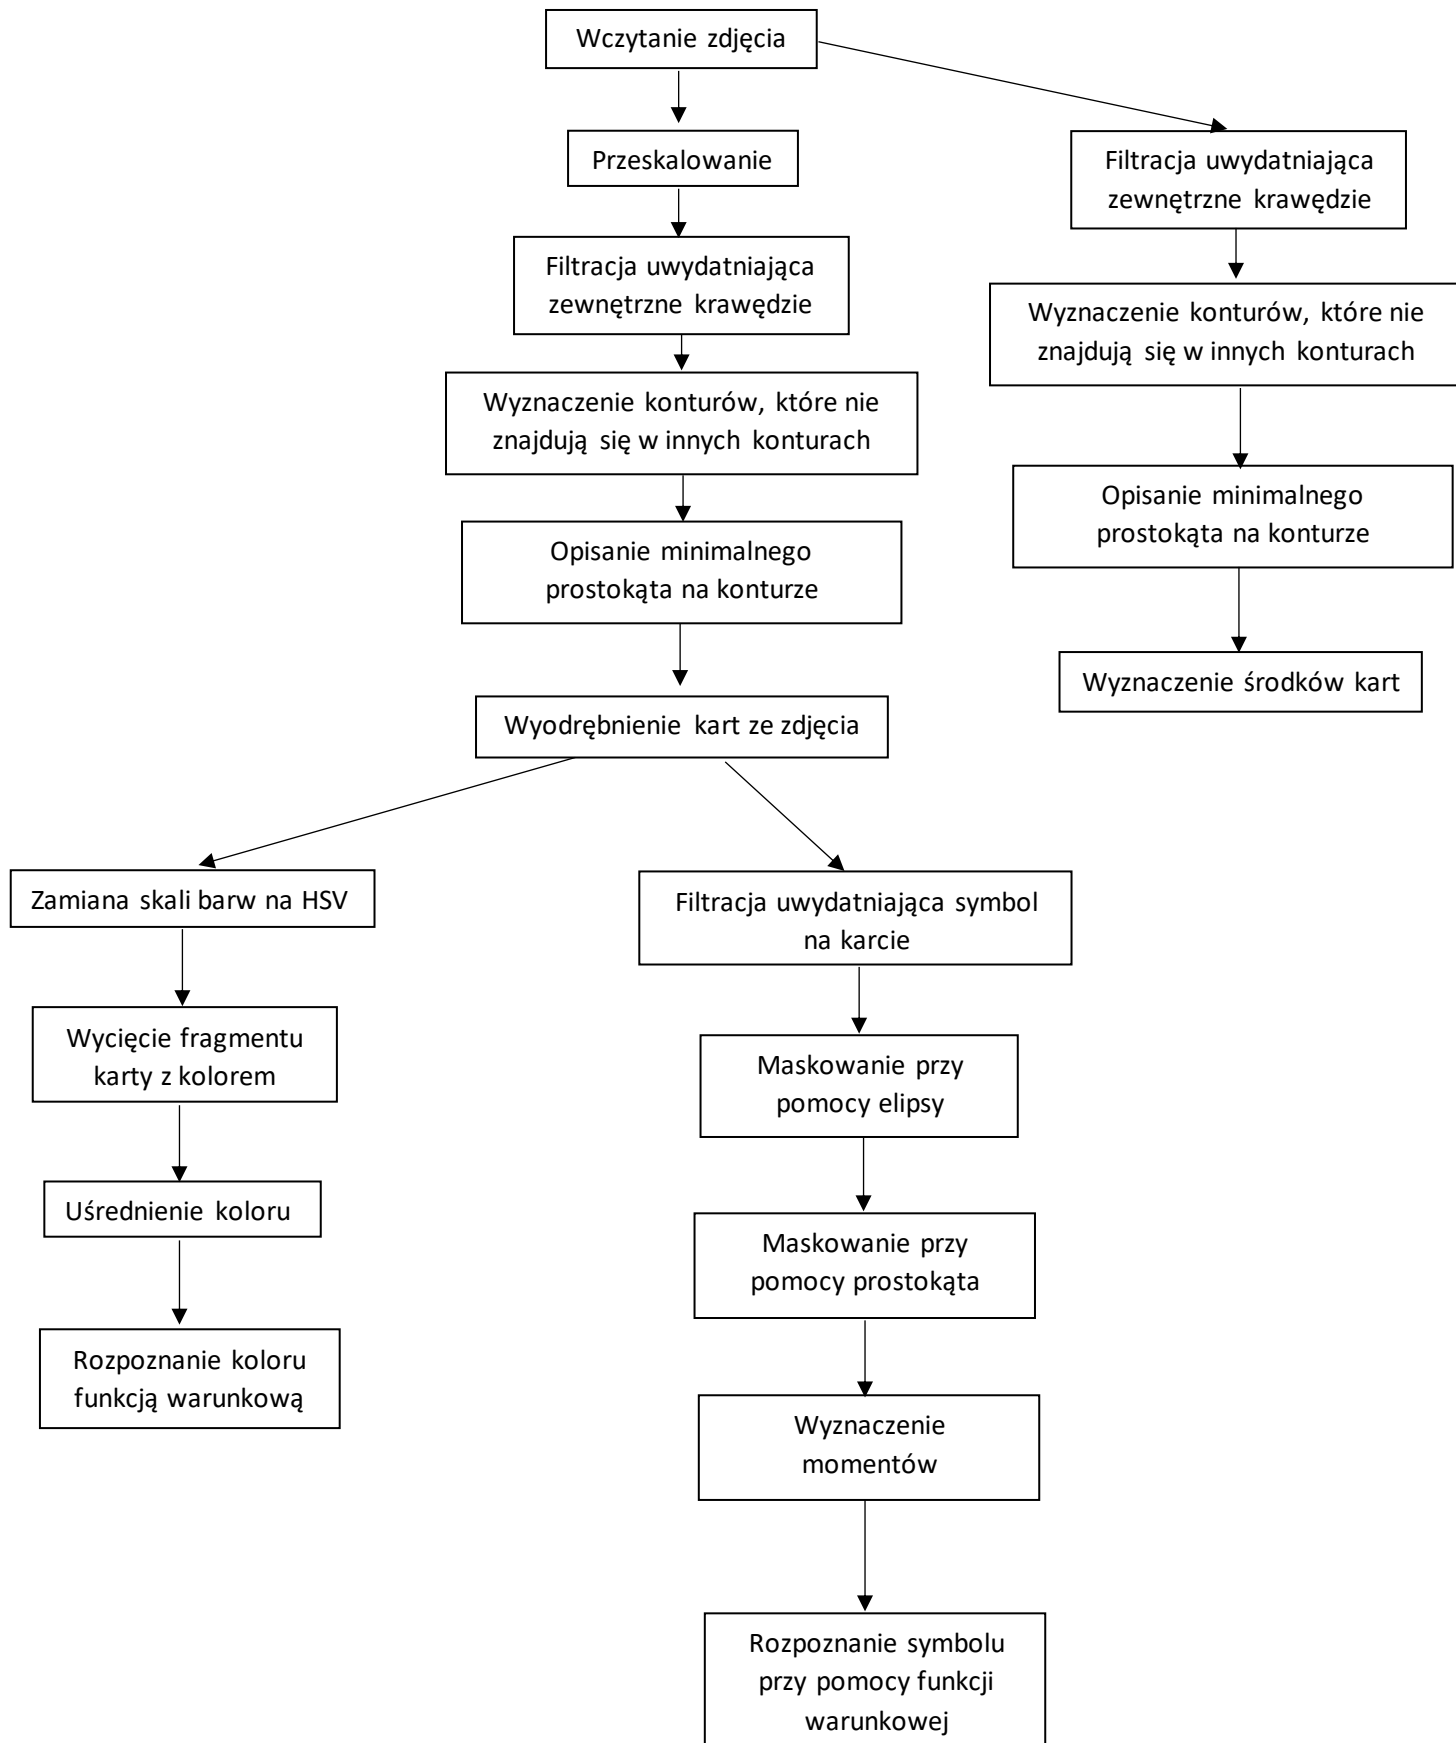 Wczytanie zdjęcia
Przeskalowanie
Filtracja uwydatniająca
zewnętrzne krawędzie
Wyznaczenie konturów, które nie
znajdują się w innych konturach
Opisanie minimalnego
prostokąta na konturze
Wyodrębnienie kart ze zdjęcia
Filtracja uwydatniająca
zewnętrzne krawędzie
Wyznaczenie konturów, które nie
znajdują się w innych konturach
Opisanie minimalnego
prostokąta na konturze
Wyznaczenie środków kart
Zamiana skali barw na HSV
Wycięcie fragmentu
karty z kolorem
Uśrednienie koloru
Rozpoznanie koloru
funkcją warunkową
Filtracja uwydatniająca symbol
na karcie
Maskowanie przy
pomocy elipsy
Maskowanie przy
pomocy prostokąta
Wyznaczenie
momentów
Rozpoznanie symbolu
przy pomocy funkcji
warunkowej